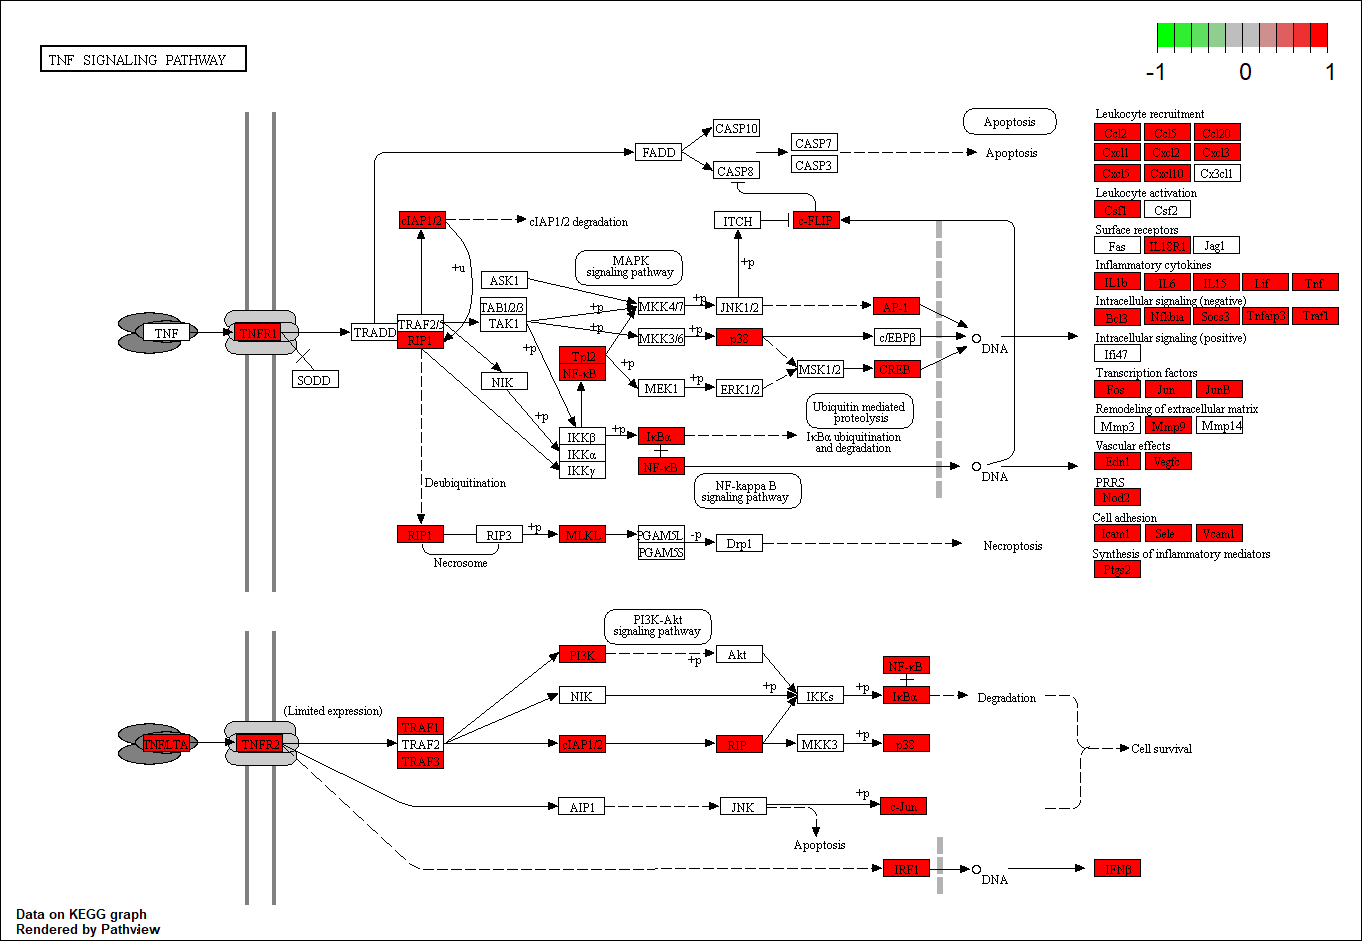 TNF SIGNALING PATHWAY
-1
0
1
Apoptosis
Leukocyte recruitment
CASP10
Ccl2
Ccl5
Ccl20
FADD
CASP7
Apoptosis
Cxcl1
Cxcl2
Cxcl3
CASP3
CASP8
Cxcl5
Cxcl10
Cx3cl1
Leukocyte activation
Csf1
Csf2
cIAP1/2
cIAP1/2 degradation
ITCH
c-FLIP
Surface receptors
Fas
IL18R1
Jag1
+u
MAPK
signaling pathway
+p
Inflammatory cytokines
ASK1
IL1b
IL6
IL15
Lif
Tnf
TAB1/2/3
+p
MKK4/7
+p
JNK1/2
AP-1
Intracellular signaling (negative)
Bcl3
Nfkbia
Socs3
Tnfaip3
Traf1
TNF
TNFR1
TRADD
TRAF2/5
TAK1
+p
RIP1
MKK3/6
+p
p38
c/EBPβ
DNA
Intracellular signaling (positive)
Ifi47
Tpl2
NF-κB
+p
MSK1/2
CREB
SODD
NIK
MEK1
+p
ERK1/2
Transcription factors
Fos
Jun
JunB
+p
Ubiquitin mediated
proteolysis
Remodeling of extracellular matrix
Mmp3
Mmp9
Mmp14
IKKβ
+p
IκBα
IκBα ubiquitination
and degradation
Vascular effects
IKKα
Edn1
Vegfc
IKKγ
NF-κB
DNA
Deubiquitination
NF-kappa B
signaling pathway
PRRS
Nod2
Cell adhesion
RIP1
RIP3
+p
MLKL
PGAM5L
-p
Drp1
Necroptosis
Icam1
Sele
Vcam1
PGAM5S
Necrosome
Synthesis of inflammatory mediators
Ptgs2
PI3K-Akt
signaling pathway
PI3K
+p
Akt
NF-κB
NIK
+p
IKKs
+p
IκBα
Degradation
(Limited expression)
TRAF1
TNFLTA
TNFR2
TRAF2
cIAP1/2
RIP
MKK3
+p
p38
Cell survival
TRAF3
+p
AIP1
JNK
c-Jun
Apoptosis
IRF1
DNA
IFNβ
Data on KEGG graph
Rendered by Pathview